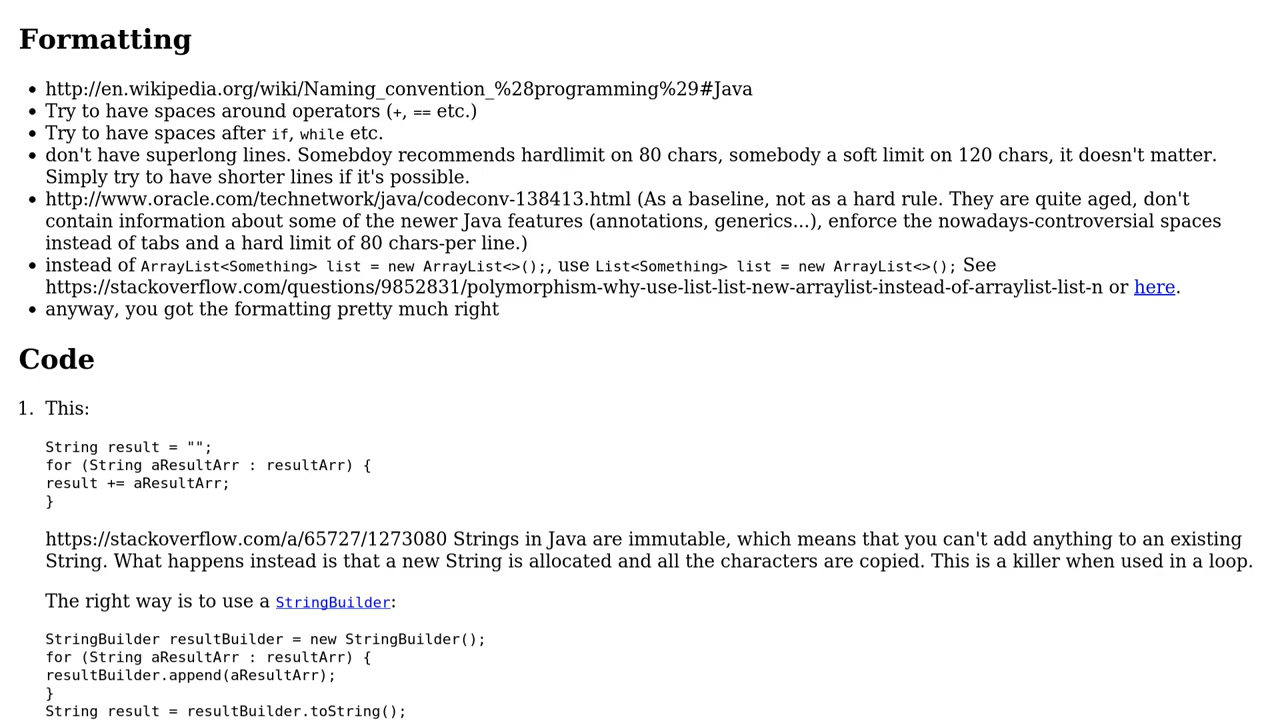 Formatting
• http://en.wikipedia.org/wiki/Naming_convention_%28programming%29#Java
• Try to have spaces around operators (+, == etc.)
• Try to have spaces after if, while etc.
• don't have superlong lines. Somebdoy recommends hardlimit on 80 chars, somebody a soft limit on 120 chars, it doesn't matter.
Simply try to have shorter lines if it's possible.
• http://www.oracle.com/technetwork/java/codeconv-138413.html (As a baseline, not as a hard rule. They are quite aged, don't
contain information about some of the newer Java features (annotations, generics...), enforce the nowadays-controversial spaces
instead of tabs and a hard limit of 80 chars-per line.)
• instead of ArrayList<Something> list = new ArrayList<>();, use List<Something> list = new ArrayList<>(); See
https://stackoverflow.com/questions/9852831/polymorphism-why-use-list-list-new-arraylist-instead-of-arraylist-list-n or here.
• anyway, you got the formatting pretty much right
Code
1. This:
String result = "";
for (String aResultArr : resultArr) {
result += aResultArr;
}
https://stackoverflow.com/a/65727/1273080 Strings in Java are immutable, which means that you can't add anything to an existing
String. What happens instead is that a new String is allocated and all the characters are copied. This is a killer when used in a loop.
The right way is to use a StringBuilder:
StringBuilder resultBuilder = new StringBuilder();
for (String aResultArr : resultArr) {
resultBuilder.append(aResultArr);
}
String result = resultBuilder.toString();